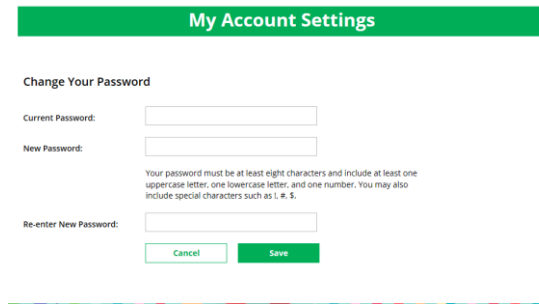 My Account Settings
Change Your Password
Current Password:
New Password:
Your password must be at least eight characters and include at least one
uppercase letter, one lowercase letter, and one number. You may also
include special characters such as !, #, $.
Re-enter New Password:
Cancel Save